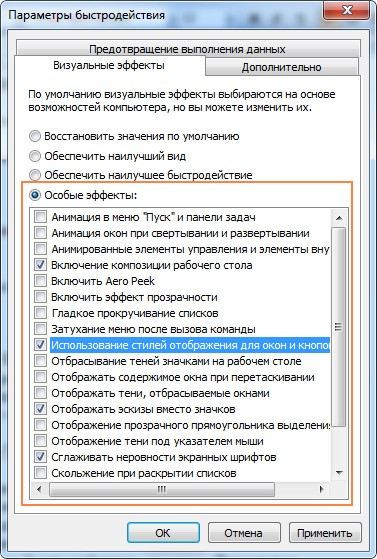 Параметры быстродействия
Предотвращение выполнения данных
Визуальные эффекты
Дополнительно
По умолчанию визуальные эффекты выбираются на основе
возможностей компьютера, но вы можете изменить их.
Восстановить значения по умолчанию
Обеспечить наилучший вид
Обеспечить наилучшее быстродействие
Особые эффекты:
Анимация в меню "Пуск" и панели задач
Анимация окон при свертывании и развертывании
Анимированные элементы управления и элементы вну
Включение композиции рабочего стола
Включить Aero Peek
Включить эффект прозрачности
Гладкое прокручивание списков
Затухание меню после вызова команды
Использование стилей отображения для окон и кнопо
Отбрасывание теней значками на рабочем столе
Отображать содержимое окна при перетаскивании
Отображать тени, отбрасываемые окнами
Отображать эскизы вместо значков
Отображение прозрачного прямоугольника выделения
Отображение тени под указателем мыши
Сглаживать неровности экранных шрифтов
Скольжение при раскрытии списков
ОК
Отмена
Применить